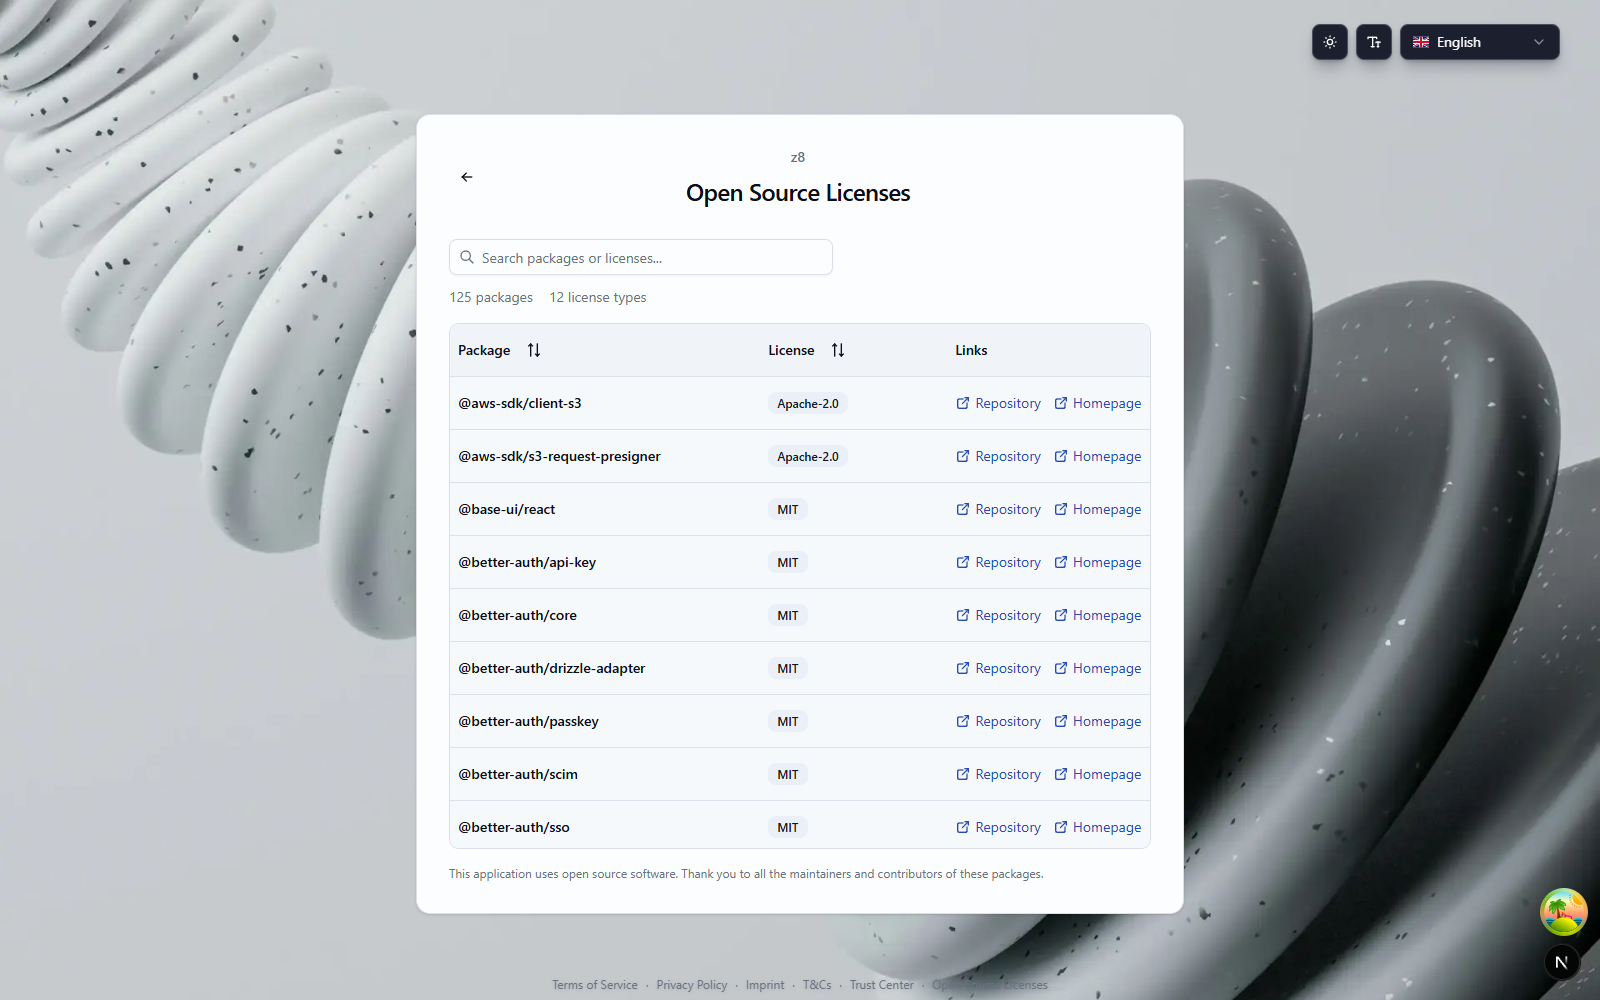 English
z8
Open Source Licenses
Search packages or licenses...
125 packages 12 license types
Package License Links
@aws-sdk/client-s3 Apache-2.0 Repository Homepage
@aws-sdk/s3-request-presigner Apache-2.0 Repository Homepage
@base-ui/react MIT Repository Homepage
@better-auth/api-key MIT Repository Homepage
@better-auth/core MIT Repository Homepage
@better-auth/drizzle-adapter MIT Repository Homepage
@better-auth/passkey MIT Repository Homepage
@better-auth/scim MIT Repository Homepage
@better-auth/sso MIT Repository Homepage
This application uses open source software. Thank you to all the maintainers and contributors of these packages.
N
Terms of Service · Privacy Policy · Imprint · T&Cs · Trust Center · Open Source Licenses